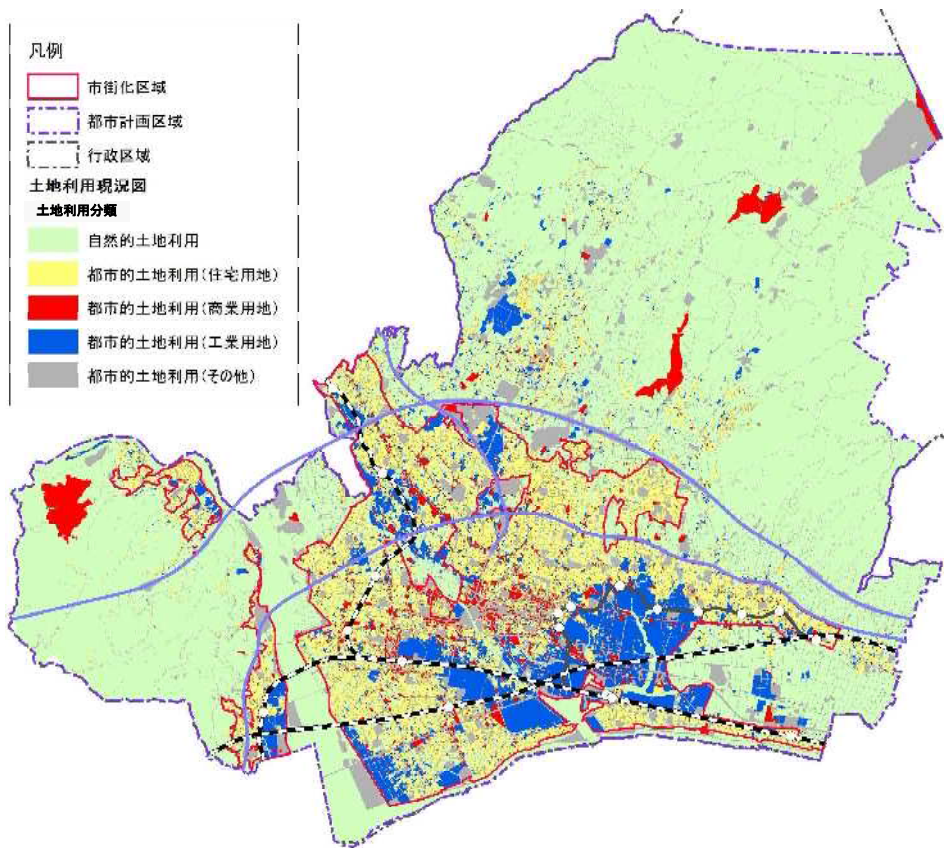 凡例
市街化区域
都市計画区域
行政区域
土地利用現況図
土地利用分類
自然的土地利用
都市的土地利用(住宅用地)
都市的土地利用(商業用地)
都市的土地利用(工業用地)
都市的土地利用(その他)